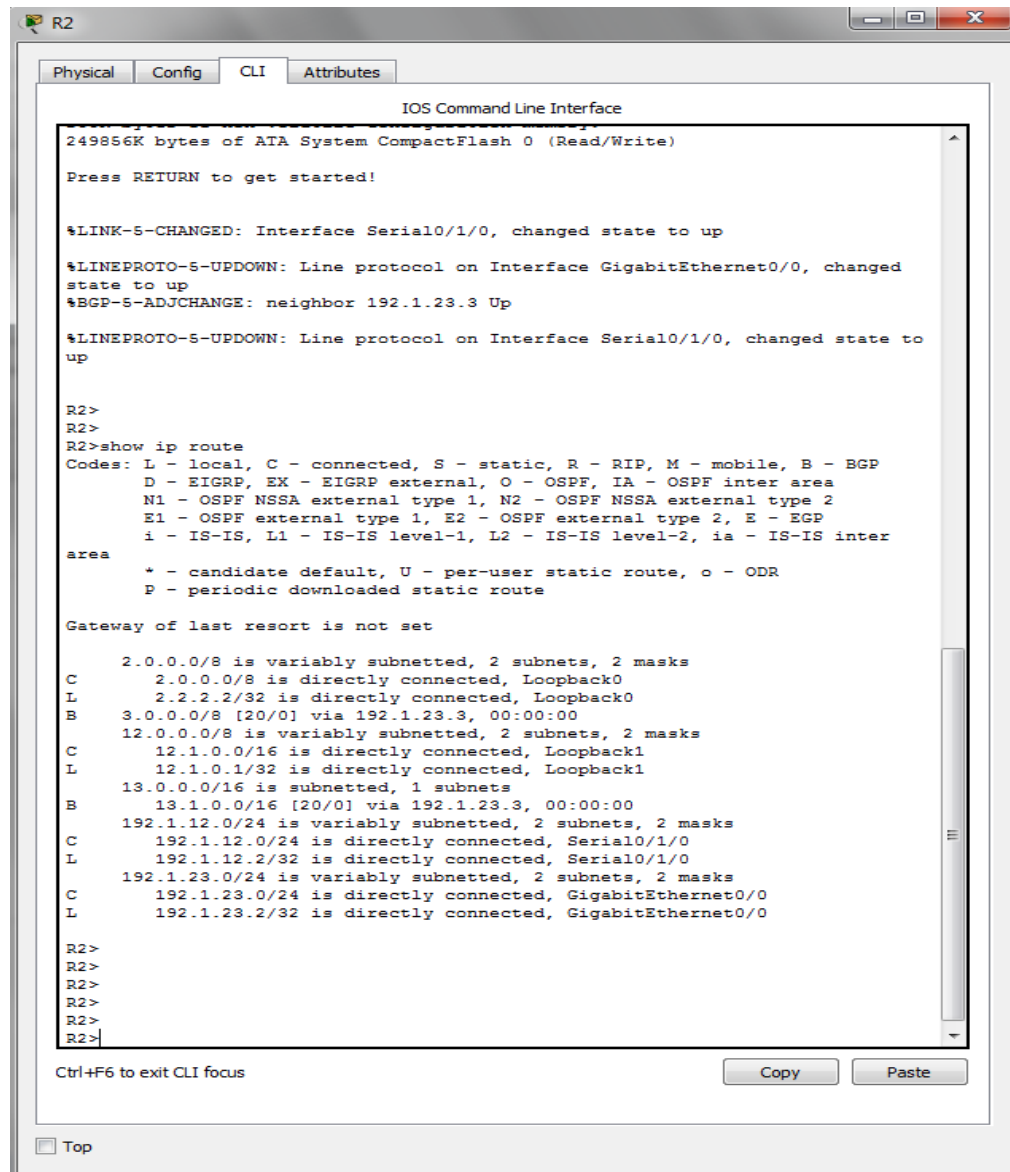 R2
Physical Config CLI Attributes
IOS Command Line Interface
249856K bytes of ATA System CompactFlash 0 (Read/Write)
Press RETURN to get started!
%LINK-5-CHANGED: Interface Serial0/1/0, changed state to up
%LINEPROTO-5-UPDOWN: Line protocol on Interface GigabitEthernet0/0, changed
state to up
%BGP-5-ADJCHANGE: neighbor 192.1.23.3 Up
%LINEPROTO-5-UPDOWN: Line protocol on Interface Serial0/1/0, changed state to
up
R2>
R2>
R2>show ip route
Codes: L - local, C - connected, S - static, R - RIP, M - mobile, B - BGP
D - EIGRP, EX - EIGRP external, O - OSPF, IA - OSPF inter area
N1 - OSPF NSSA external type 1, N2 - OSPF NSSA external type 2
E1 - OSPF external type 1, E2 - OSPF external type 2, E - EGP
i - IS-IS, L1 - IS-IS level-1, L2 - IS-IS level-2, ia - IS-IS inter
area
* - candidate default, U - per-user static route, o - ODR
P - periodic downloaded static route
Gateway of last resort is not set
2.0.0.0/8 is variably subnetted, 2 subnets, 2 masks
C 2.0.0.0/8 is directly connected, Loopback0
L 2.2.2.2/32 is directly connected, Loopback0
B 3.0.0.0/8 [20/0] via 192.1.23.3, 00:00:00
12.0.0.0/8 is variably subnetted, 2 subnets, 2 masks
C 12.1.0.0/16 is directly connected, Loopback1
L 12.1.0.1/32 is directly connected, Loopback1
13.0.0.0/16 is subnetted, 1 subnets
B 13.1.0.0/16 [20/0] via 192.1.23.3, 00:00:00
192.1.12.0/24 is variably subnetted, 2 subnets, 2 masks
C 192.1.12.0/24 is directly connected, Serial0/1/0
L 192.1.12.2/32 is directly connected, Serial0/1/0
192.1.23.0/24 is variably subnetted, 2 subnets, 2 masks
C 192.1.23.0/24 is directly connected, GigabitEthernet0/0
L 192.1.23.2/32 is directly connected, GigabitEthernet0/0
R2>
R2>
R2>
R2>
R2>
R2>
Ctrl+F6 to exit CLI focus
Copy Paste
Top